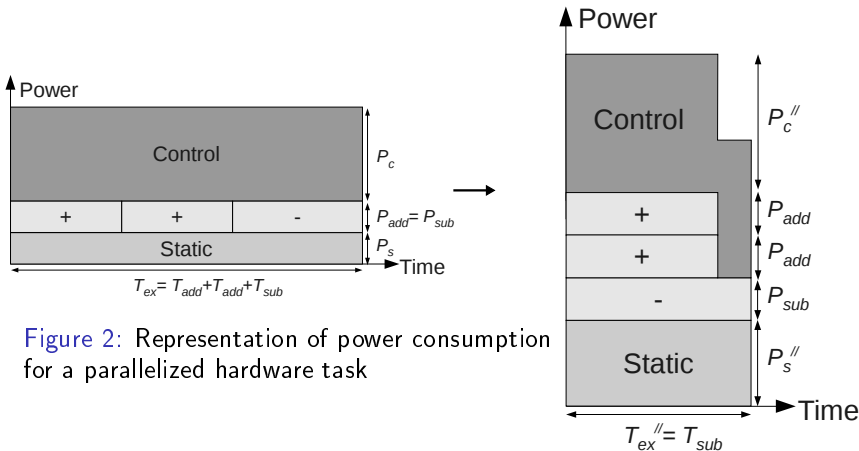 Power
Control
P_c
+ + -
P_add= P_sub
Static
P_s
Time
T_ex= T_add+T_add+T_sub
Figure 2: Representation of power consumption
for a parallelized hardware task
Power
Control
P_c^//
+
P_add
+
P_add
-
P_sub
Static
P_s^//
Time
T_ex^//= T_sub